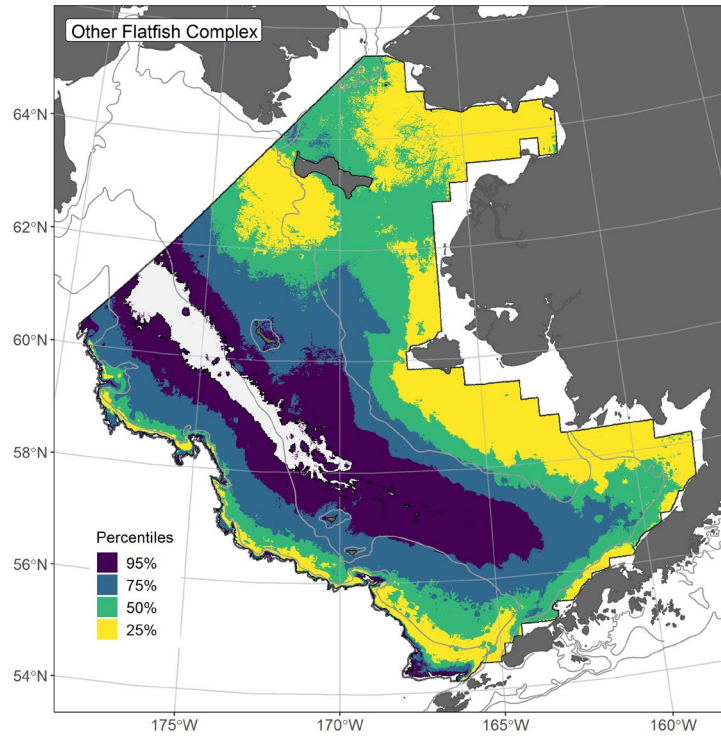 Other Flatfish Complex
64°N
62°N
60°N
58°N
56°N
54°N
Percentiles
95%
75%
50%
25%
175°W
170°W
165°W
160°W